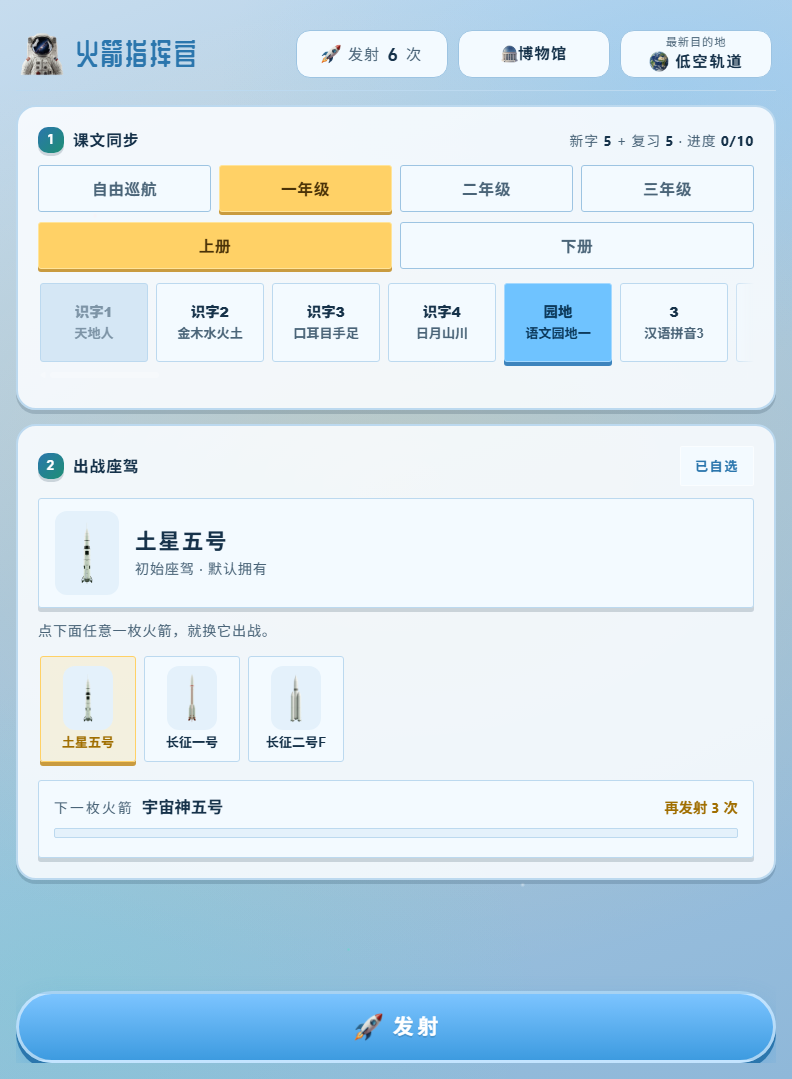 火箭指挥官
发射 6 次
博物馆
最新目的地
低空轨道
1 课文同步
新字 5 + 复习 5 · 进度 0/10
自由巡航
一年级
二年级
三年级
上册
下册
识字1
天地人
识字2
金木水火土
识字3
口耳目手足
识字4
日月山川
园地
语文园地一
3
汉语拼音3
2 出战座驾
已自选
土星五号
初始座驾 · 默认拥有
点下面任意一枚火箭，就换它出战。
土星五号
长征一号
长征二号F
下一枚火箭 宇宙神五号
再发射 3 次
发射